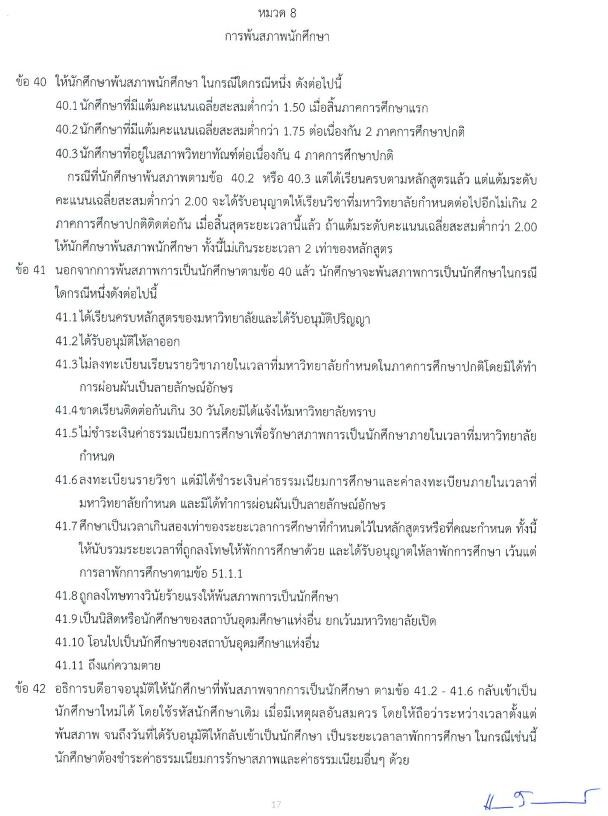 หมวด 8
การพ้นสภาพนักศึกษา
ข้อ 40 ให้นักศึกษาพ้นสภาพนักศึกษา ในกรณีใดกรณีหนึ่ง ดังต่อไปนี้
40.1 นักศึกษาที่มีแต้มคะแนนเฉลี่ยสะสมต่ำกว่า 1.50 เมื่อสิ้นภาคการศึกษาแรก
40.2 นักศึกษาที่มีแต้มคะแนนเฉลี่ยสะสมต่ำกว่า 1.75 ต่อเนื่องกัน 2 ภาคการศึกษาปกติ
40.3 นักศึกษาที่อยู่ในสภาพวิทยาทัณฑ์ต่อเนื่องกัน 4 ภาคการศึกษาปกติ
กรณีที่นักศึกษาพ้นสภาพตามข้อ 40.2 หรือ 40.3 แต่ได้เรียนครบตามหลักสูตรแล้ว แต่แต้มระดับ
คะแนนเฉลี่ยสะสมต่ำกว่า 2.00 จะได้รับอนุญาตให้เรียนวิชาที่มหาวิทยาลัยกำหนดต่อไปอีกไม่เกิน 2
ภาคการศึกษาปกติติดต่อกัน เมื่อสิ้นสุดระยะเวลานี้แล้ว ถ้าแต้มระดับคะแนนเฉลี่ยสะสมต่ำกว่า 2.00
ให้นักศึกษาพ้นสภาพนักศึกษา ทั้งนี้ไม่เกินระยะเวลา 2 เท่าของหลักสูตร
ข้อ 41 นอกจากการพ้นสภาพการเป็นนักศึกษาตามข้อ 40 แล้ว นักศึกษาจะพ้นสภาพการเป็นนักศึกษาในกรณี
ใดกรณีหนึ่งดังต่อไปนี้
41.1 ได้เรียนครบหลักสูตรของมหาวิทยาลัยและได้รับอนุมัติปริญญา
41.2 ได้รับอนุมัติให้ลาออก
41.3 ไม่ลงทะเบียนเรียนรายวิชาภายในเวลาที่มหาวิทยาลัยกำหนดในภาคการศึกษาปกติโดยมิได้ทำ
การผ่อนผันเป็นลายลักษณ์อักษร
41.4 ขาดเรียนติดต่อกันเกิน 30 วันโดยมิได้แจ้งให้มหาวิทยาลัยทราบ
41.5 ไม่ชำระเงินค่าธรรมเนียมการศึกษาเพื่อรักษาสภาพการเป็นนักศึกษาภายในเวลาที่มหาวิทยาลัย
กำหนด
41.6 ลงทะเบียนรายวิชา แต่มิได้ชำระเงินค่าธรรมเนียมการศึกษาและค่าลงทะเบียนภายในเวลาที่
มหาวิทยาลัยกำหนด และมิได้ทำการผ่อนผันเป็นลายลักษณ์อักษร
41.7 ศึกษาเป็นเวลาเกินสองเท่าของระยะเวลาการศึกษาที่กำหนดไว้ในหลักสูตรหรือที่คณะกำหนด ทั้งนี้
ให้นับรวมระยะเวลาที่ถูกลงโทษให้พักการศึกษาด้วย และได้รับอนุญาตให้ลาพักการศึกษา เว้นแต่
การลาพักการศึกษาตามข้อ 51.1.1
41.8 ถูกลงโทษทางวินัยร้ายแรงให้พ้นสภาพการเป็นนักศึกษา
41.9 เป็นนิสิตหรือนักศึกษาของสถาบันอุดมศึกษาแห่งอื่น ยกเว้นมหาวิทยาลัยเปิด
41.10 โอนไปเป็นนักศึกษาของสถาบันอุดมศึกษาแห่งอื่น
41.11 ถึงแก่ความตาย
ข้อ 42 อธิการบดีอาจอนุมัติให้นักศึกษาที่พ้นสภาพจากการเป็นนักศึกษา ตามข้อ 41.2 - 41.6 กลับเข้าเป็น
นักศึกษาใหม่ได้ โดยใช้รหัสนักศึกษาเดิม เมื่อมีเหตุผลอันสมควร โดยให้ถือว่าระหว่างเวลาตั้งแต่
พ้นสภาพ จนถึงวันที่ได้รับอนุมัติให้กลับเข้าเป็นนักศึกษา เป็นระยะเวลาลาพักการศึกษา ในกรณีเช่นนี้
นักศึกษาต้องชำระค่าธรรมเนียมการรักษาสภาพและค่าธรรมเนียมอื่นๆ ด้วย
17